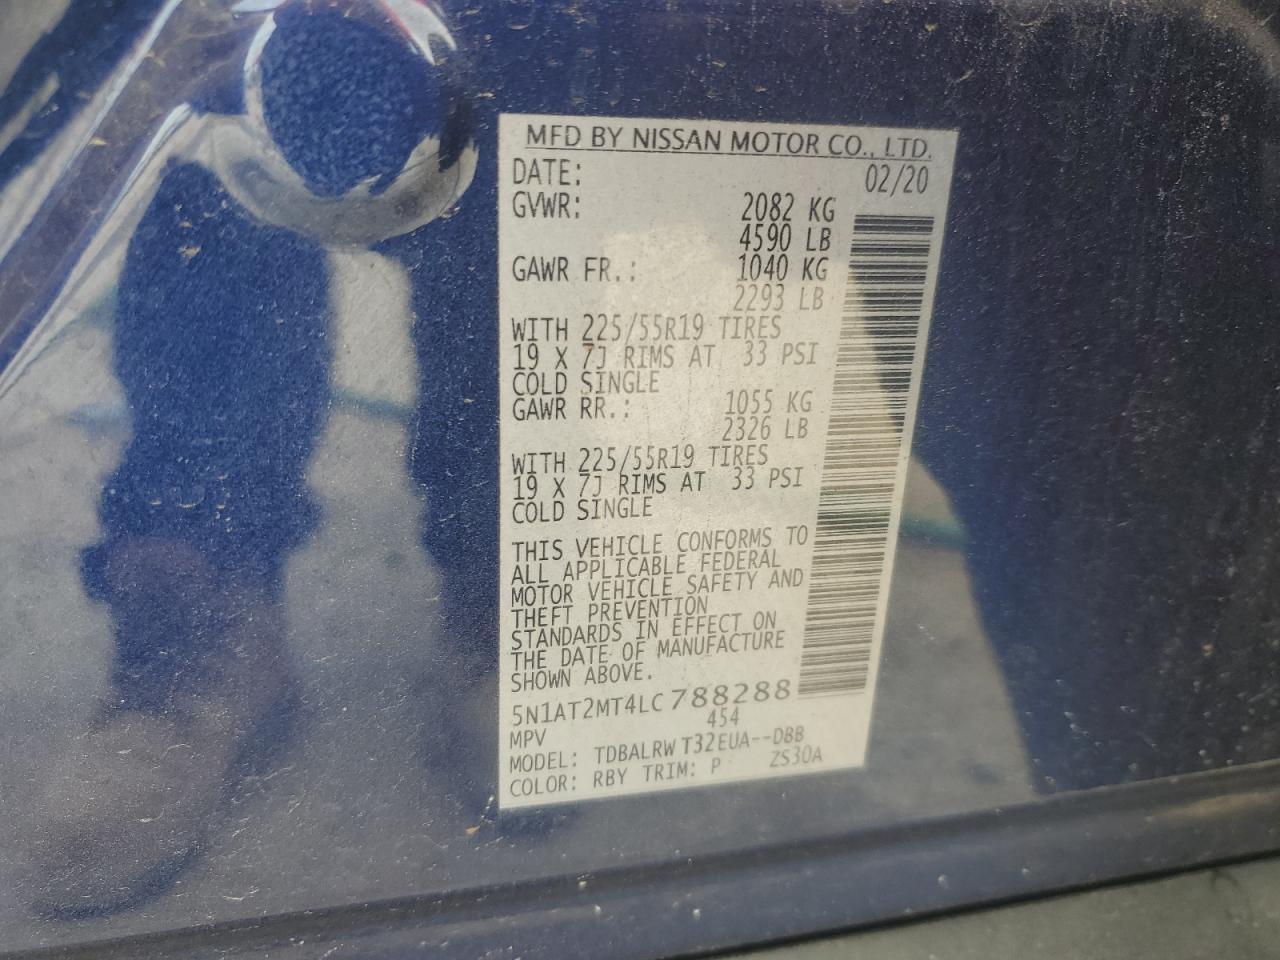 MFD BY NISSAN MOTOR CO., LTD.
DATE: 02/20
GVWR: 2082 KG
4590 LB
GAWR FR.: 1040 KG
2293 LB
WITH 225/55R19 TIRES
19 X 7J RIMS AT 33 PSI
COLD SINGLE
GAWR RR.: 1055 KG
2326 LB
WITH 225/55R19 TIRES
19 X 7J RIMS AT 33 PSI
COLD SINGLE
THIS VEHICLE CONFORMS TO
ALL APPLICABLE FEDERAL
MOTOR VEHICLE SAFETY AND
THEFT PREVENTION
STANDARDS IN EFFECT ON
THE DATE OF MANUFACTURE
SHOWN ABOVE.
5N1AT2MT4LC788288
MPV 454
MODEL: TDBALRW T32EUA--DBB
COLOR: RBY TRIM: P ZS30A